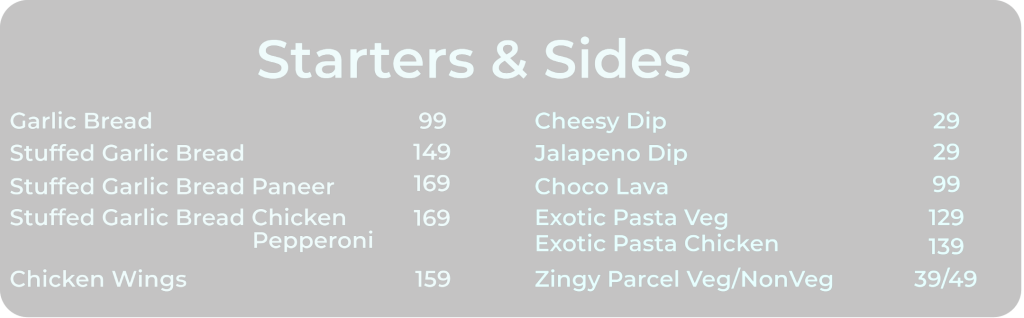 Starters & Sides
Garlic Bread 99
Stuffed Garlic Bread 149
Stuffed Garlic Bread Paneer 169
Stuffed Garlic Bread Chicken 169
Pepperoni
Chicken Wings 159
Cheesy Dip 29
Jalapeno Dip 29
Choco Lava 99
Exotic Pasta Veg 129
Exotic Pasta Chicken 139
Zingy Parcel Veg/NonVeg 39/49